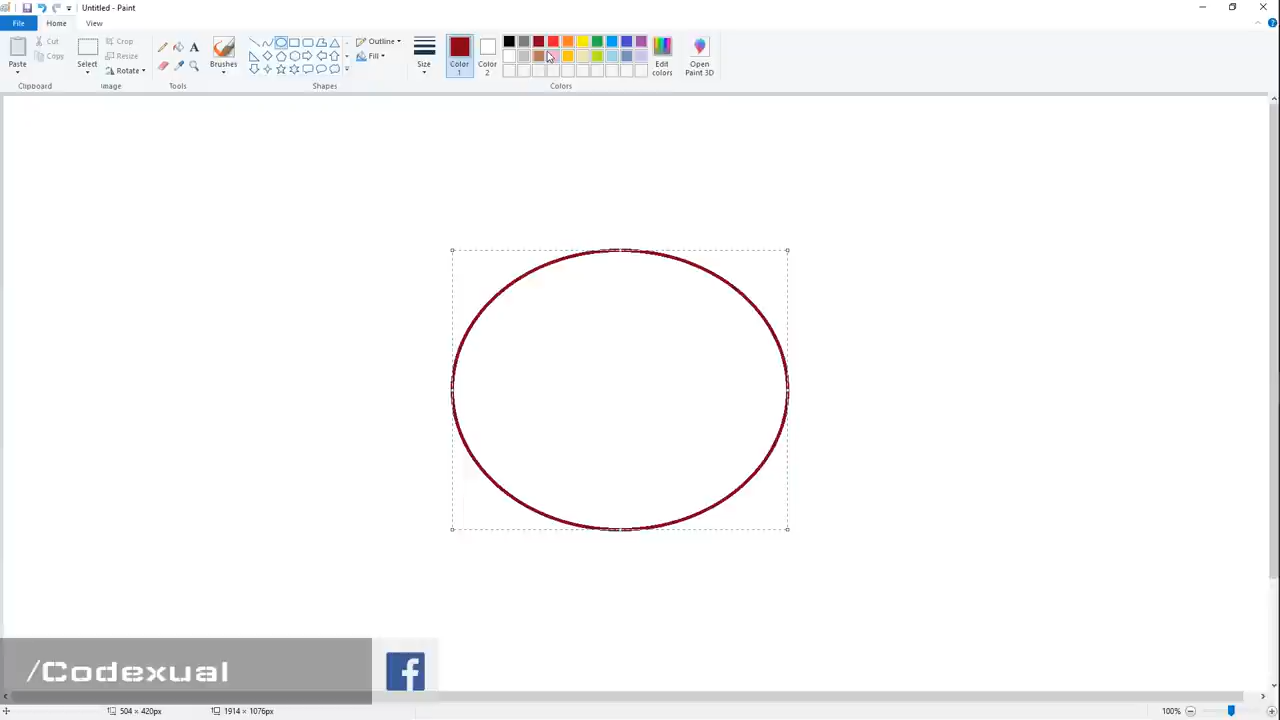 Untitled - Paint
File Home View
Paste
Cut
Copy
Clipboard
Select
Crop
Resize
Rotate
Image
Tools
Brushes
Outline
Fill
Shapes
Size
Color 1
Color 2
Colors
Edit colors
Open Paint 3D
/Codexual
f
504 × 420px
1914 × 1076px
100%